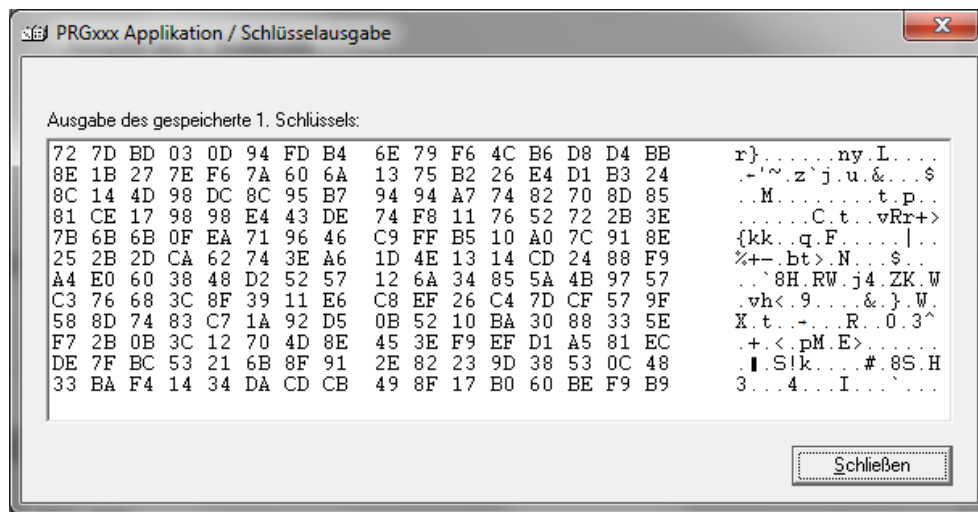 PRGxxx Applikation / Schlüsselausgabe
Ausgabe des gespeicherte 1. Schlüssels:
72 7D BD 03 0D 94 FD B4 6E 79 F6 4C B6 D8 D4 BB r}......ny.L....
8E 1B 27 7E F6 7A 60 6A 13 75 B2 26 E4 D1 B3 24 .←'~.z`j.u.&...$
8C 14 4D 98 DC 8C 95 B7 94 94 A7 74 82 70 8D 85 ..M........t.p..
81 CE 17 98 98 E4 43 DE 74 F8 11 76 52 72 2B 3E ......C.t..vRr+>
7B 6B 6B 0F EA 71 96 46 C9 FF B5 10 A0 7C 91 8E {kk..q.F.....|..
25 2B 2D CA 62 74 3E A6 1D 4E 13 14 CD 24 88 F9 %+-.bt>.N...$..
A4 E0 60 38 48 D2 52 57 12 6A 34 85 5A 4B 97 57 ..`8H.RW.j4.ZK.W
C3 76 68 3C 8F 39 11 E6 C8 EF 26 C4 7D CF 57 9F .vh<.9....&.}.W.
58 8D 74 83 C7 1A 92 D5 0B 52 10 BA 30 88 33 5E X.t..→...R..0.3^
F7 2B 0B 3C 12 70 4D 8E 45 3E F9 EF D1 A5 81 EC .+.<.pM.E>......
DE 7F BC 53 21 6B 8F 91 2E 82 23 9D 38 53 0C 48 .▮.S!k....#.8S.H
33 BA F4 14 34 DA CD CB 49 8F 17 B0 60 BE F9 B9 3...4...I...`...
Schließen